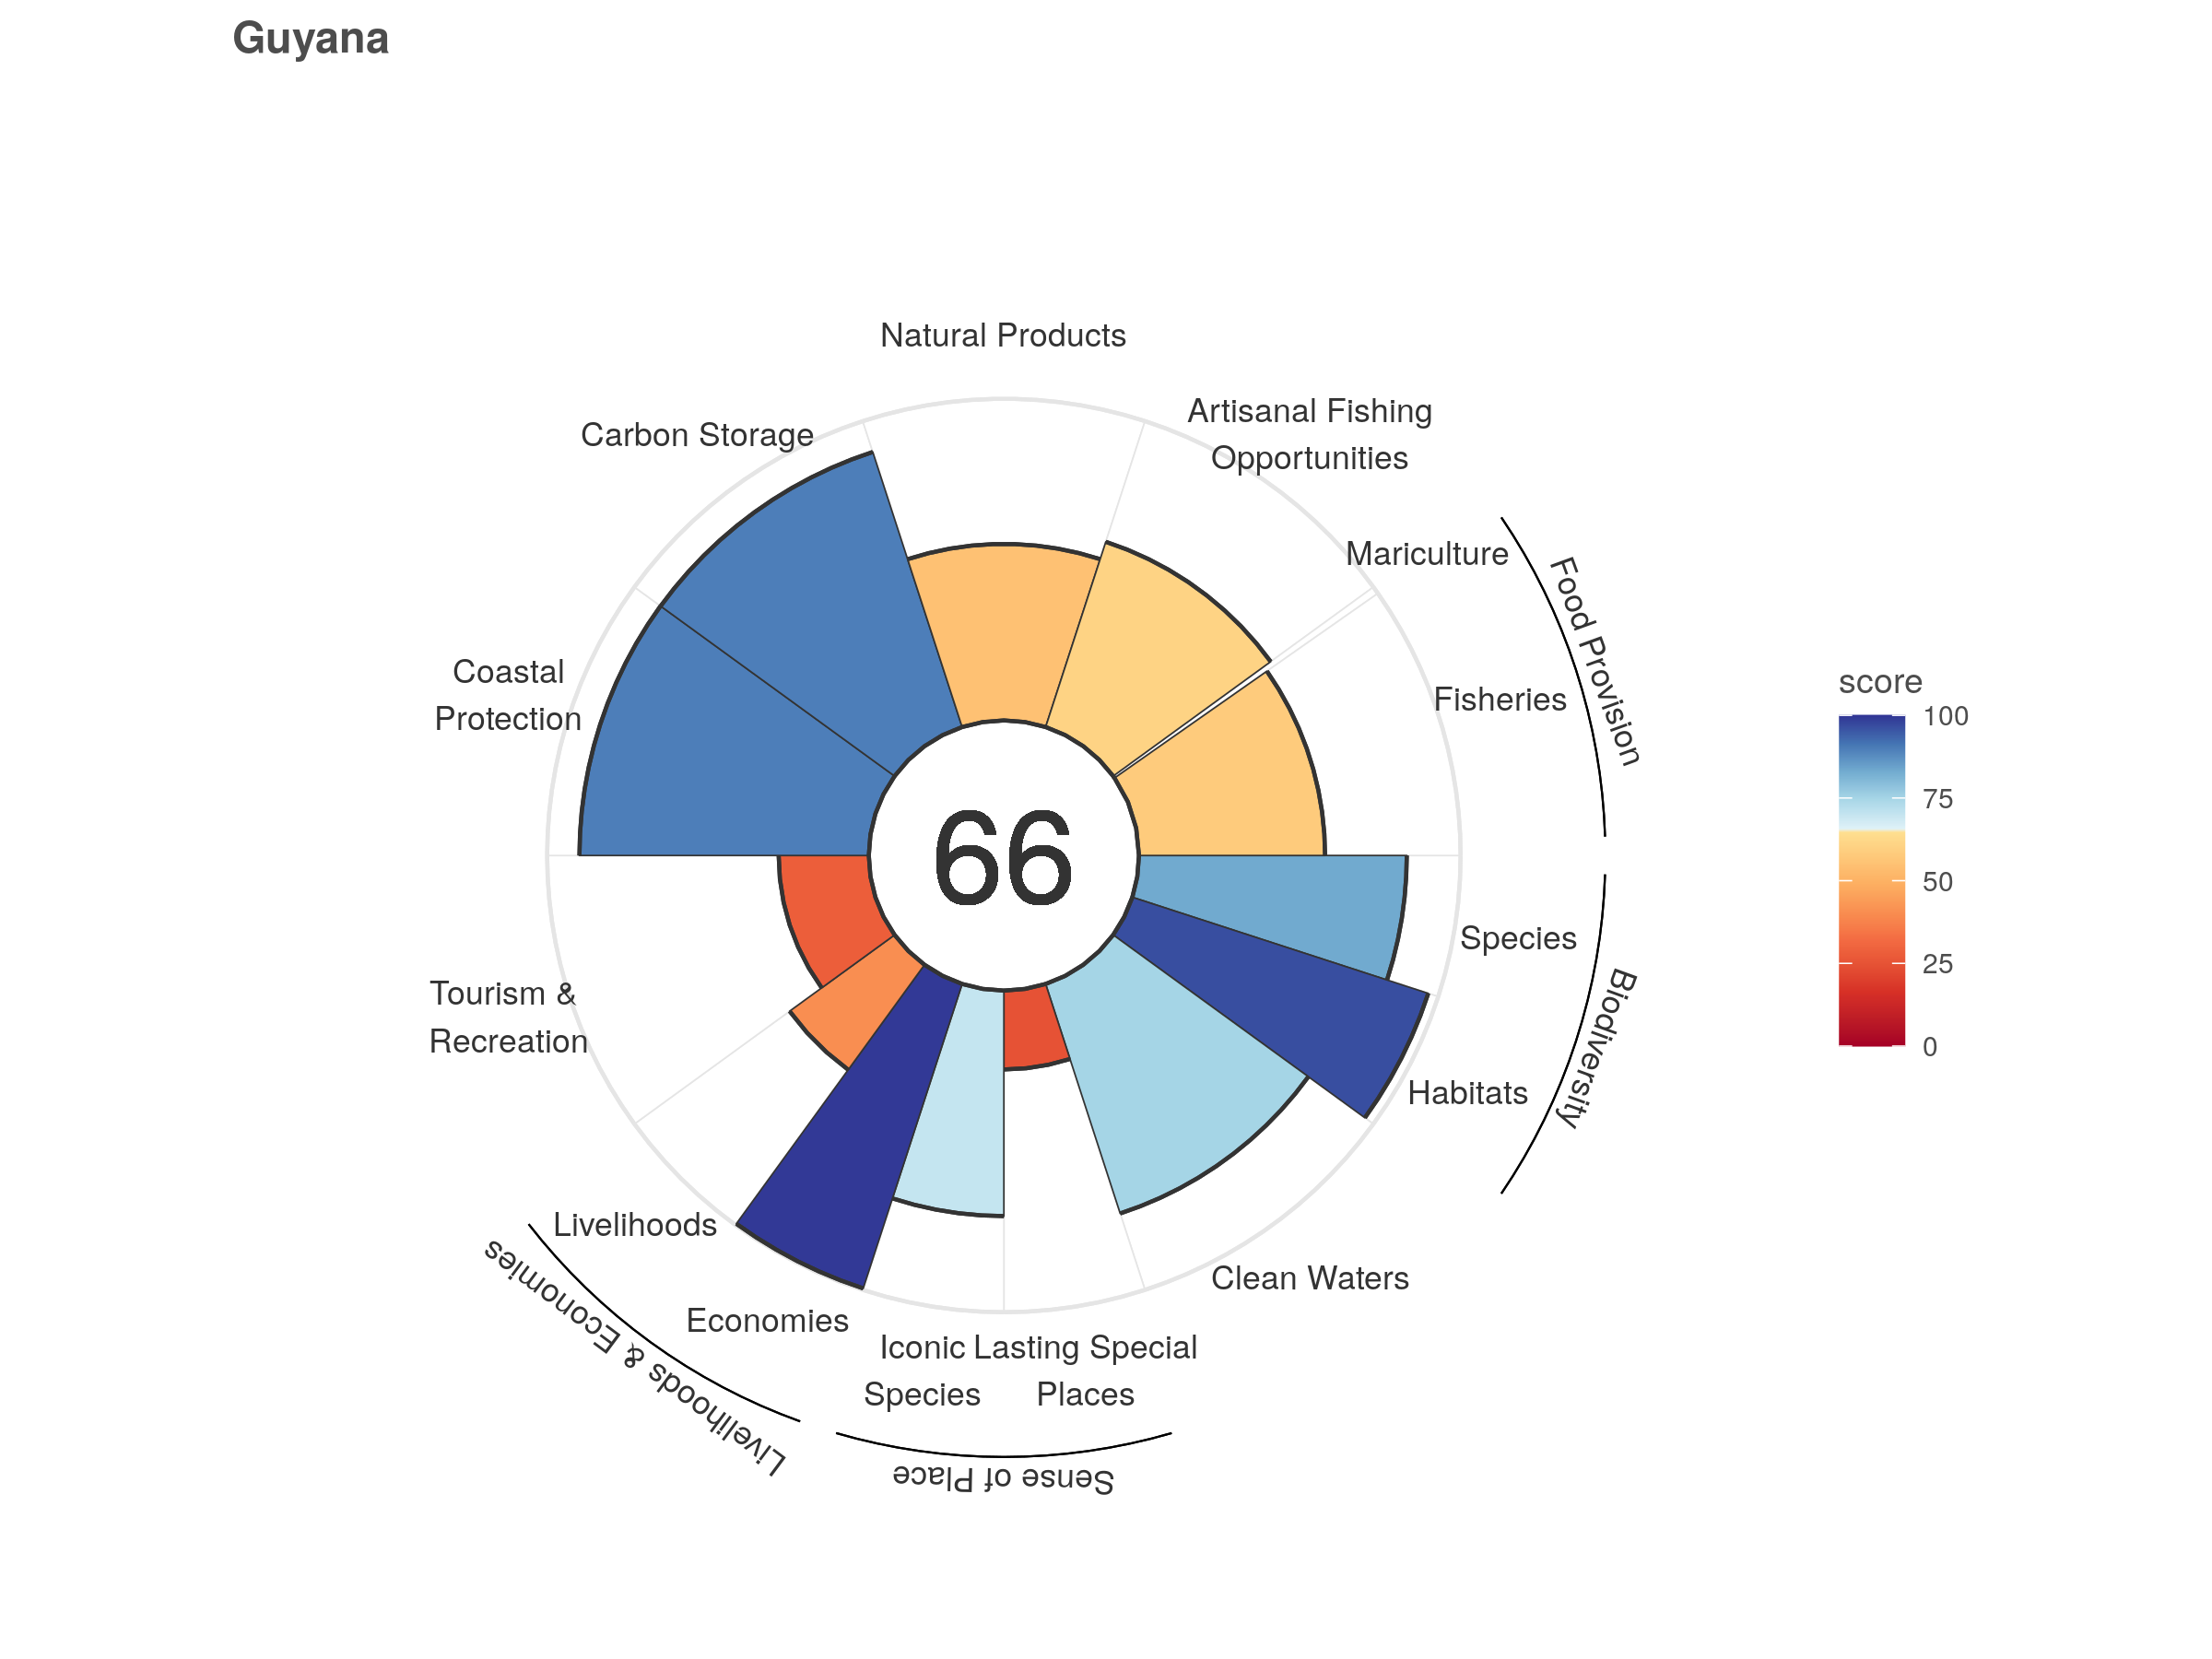 Guyana
Natural Products
Artisanal Fishing
Opportunities
Carbon Storage
Mariculture
Food Provision
Coastal
Protection
Fisheries
score
100
75
50
25
0
66
Species
Biodiversity
Tourism &
Recreation
Habitats
Livelihoods
Clean Waters
Economies
Livelihoods & Economies
Iconic
Species
Lasting Special
Places
Sense of Place